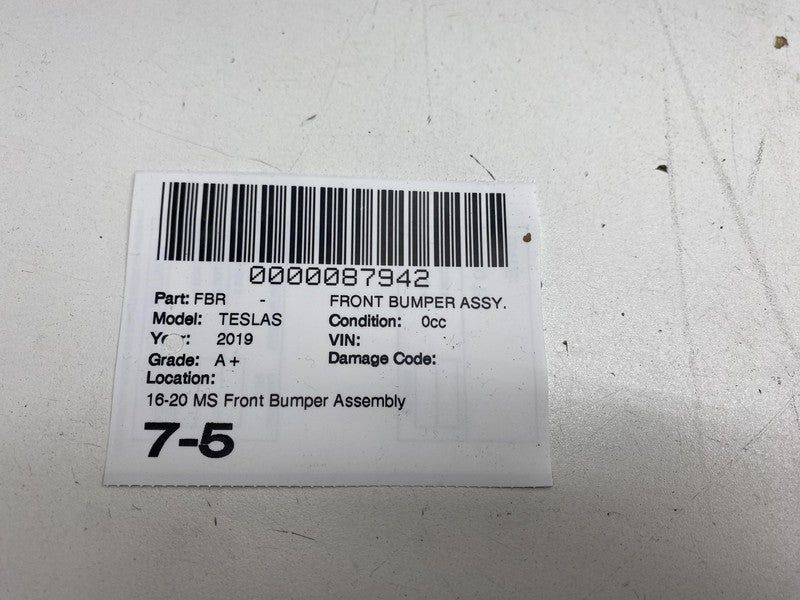 0000087942
Part: FBR - FRONT BUMPER ASSY.
Model: TESLAS Condition: 0cc
Year: 2019 VIN:
Grade: A+ Damage Code:
Location:
16-20 MS Front Bumper Assembly
7-5